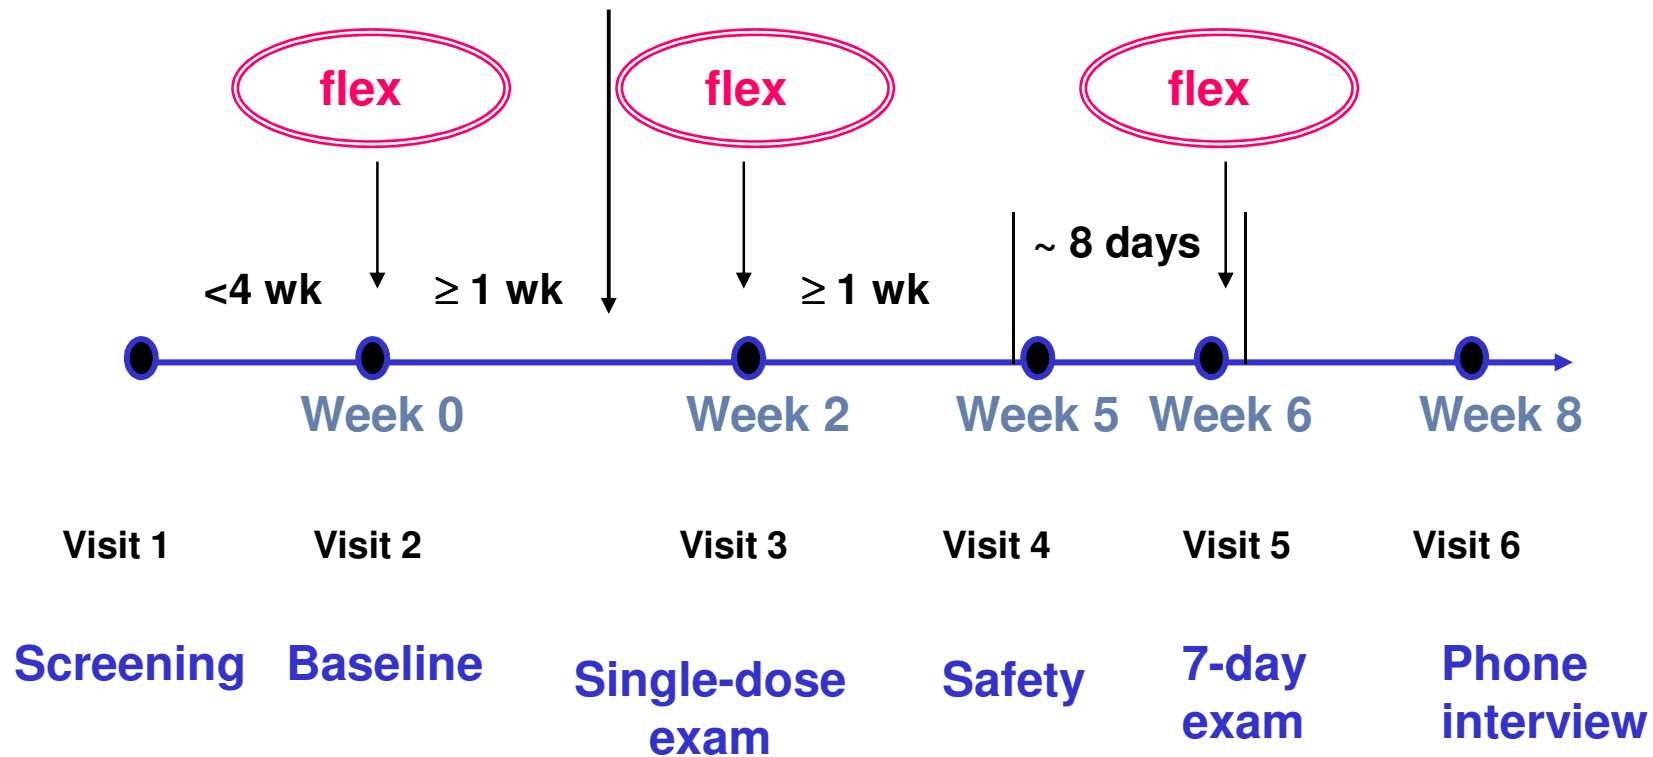 flex
flex
flex
~ 8 days
<4 wk
≥ 1 wk
≥ 1 wk
Week 0
Week 2
Week 5
Week 6
Week 8
Visit 1
Visit 2
Visit 3
Visit 4
Visit 5
Visit 6
Screening
Baseline
Single-dose
exam
Safety
7-day
exam
Phone
interview